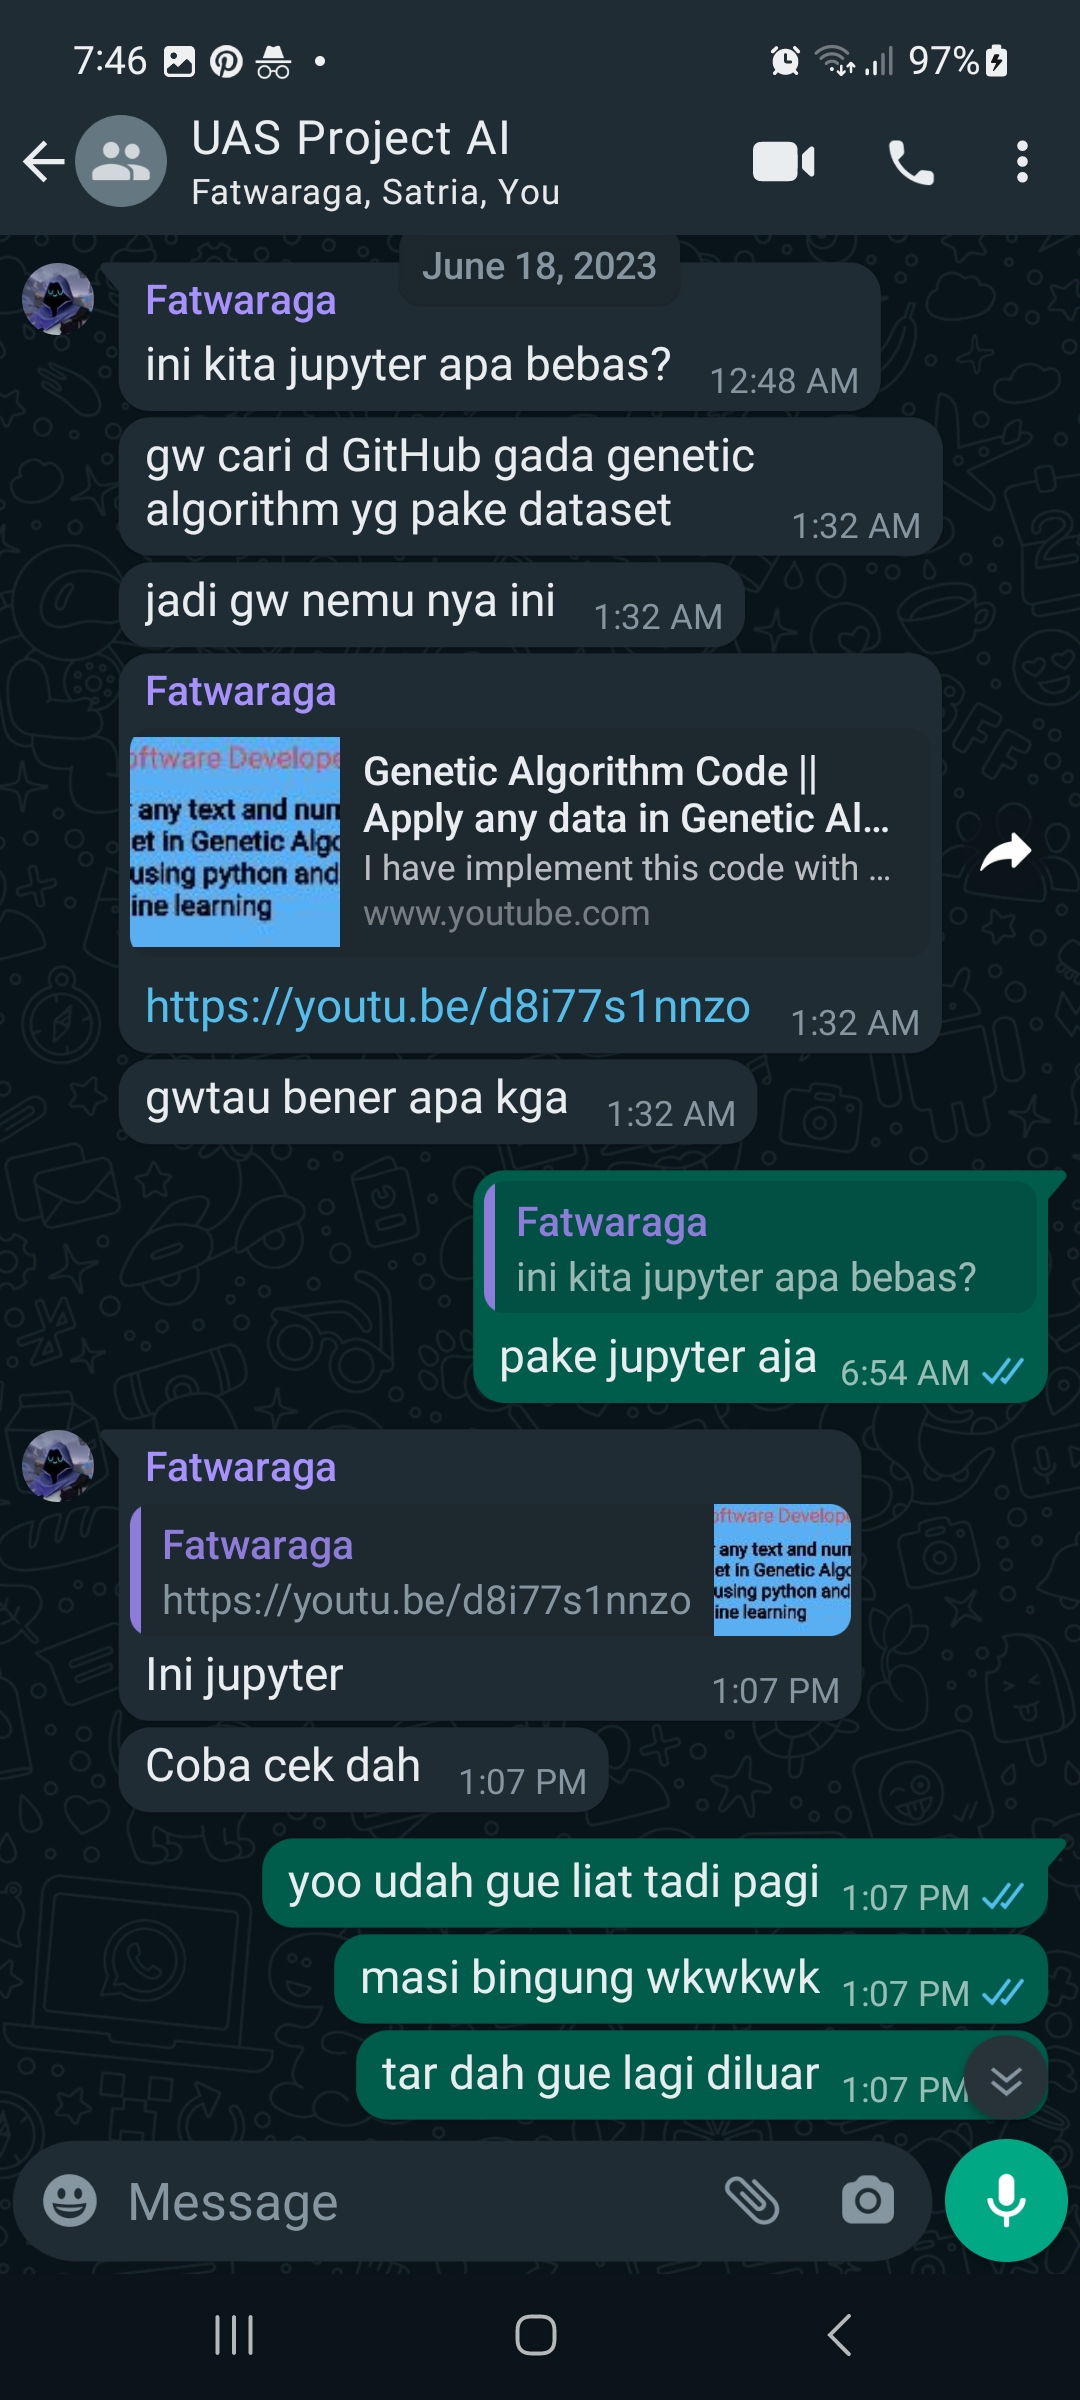 7:46
97%
UAS Project AI
Fatwaraga, Satria, You
June 18, 2023
Fatwaraga
ini kita jupyter apa bebas?
12:48 AM
gw cari d GitHub gada genetic
algorithm yg pake dataset
1:32 AM
jadi gw nemu nya ini
1:32 AM
Fatwaraga
oftware Develope
any text and num
et in Genetic Algo
using python and
ine learning
Genetic Algorithm Code ||
Apply any data in Genetic Al...
I have implement this code with ...
www.youtube.com
https://youtu.be/d8i77s1nnzo
1:32 AM
gwtau bener apa kga
1:32 AM
Fatwaraga
ini kita jupyter apa bebas?
pake jupyter aja
6:54 AM
Fatwaraga
Fatwaraga
https://youtu.be/d8i77s1nnzo
oftware Develope
any text and num
et in Genetic Algo
using python and
ine learning
Ini jupyter
1:07 PM
Coba cek dah
1:07 PM
yoo udah gue liat tadi pagi
1:07 PM
masi bingung wkwkwk
1:07 PM
tar dah gue lagi diluar
1:07 PM
Message